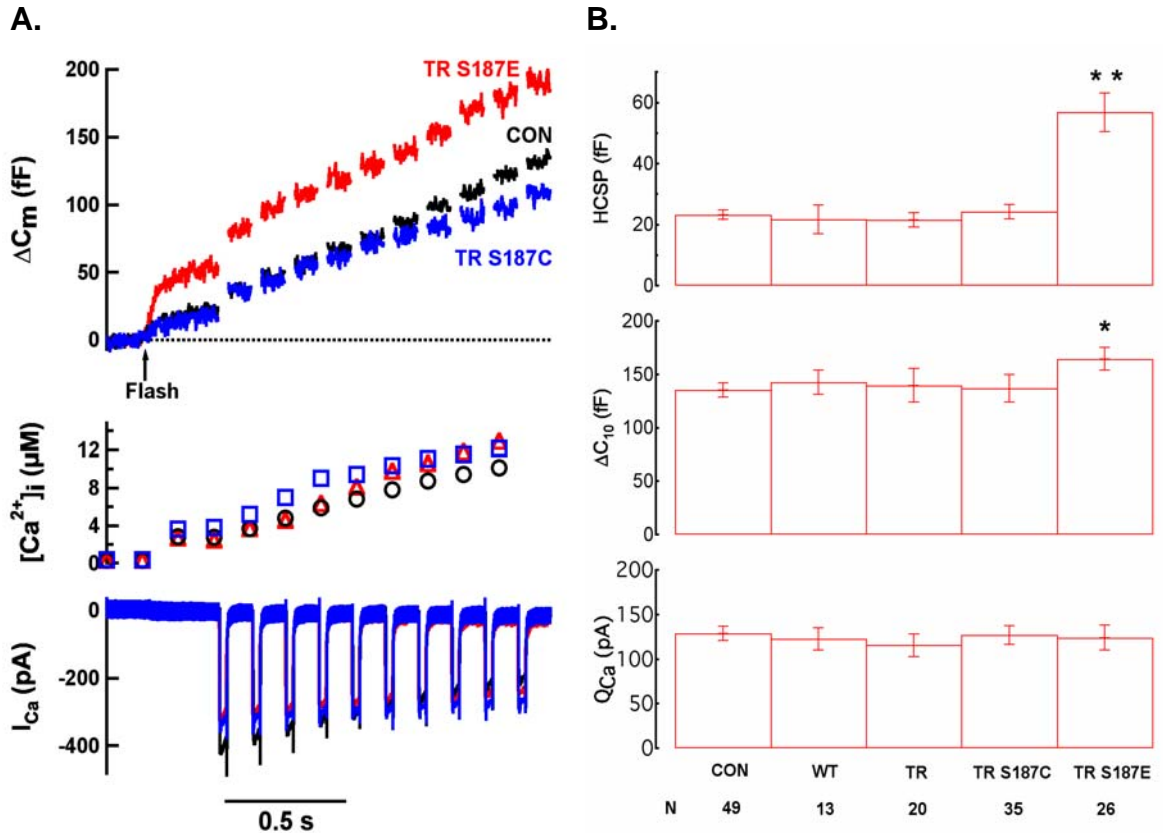 A.
200
150
100
50
0
ΔCm (fF)
TR S187E
CON
TR S187C
Flash
12
8
4
0
[Ca2+]i (µM)
0
-200
-400
ICa (pA)
0.5 s
B.
60
40
20
0
HCSP (fF)
* *
200
150
100
50
0
ΔC10 (fF)
*
200
150
100
50
0
QCa (pA)
CON WT TR TR S187C TR S187E
N 49 13 20 35 26